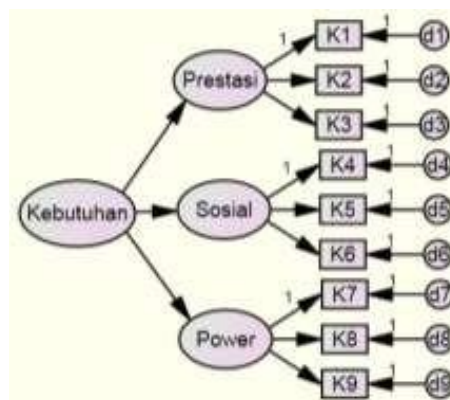 1 K1 1 d1
Prestasi K2 1 d2
K3 1 d3
1 K4 1 d4
Kebutuhan Sosial K5 1 d5
K6 1 d6
1 K7 1 d7
Power K8 1 d8
K9 1 d9